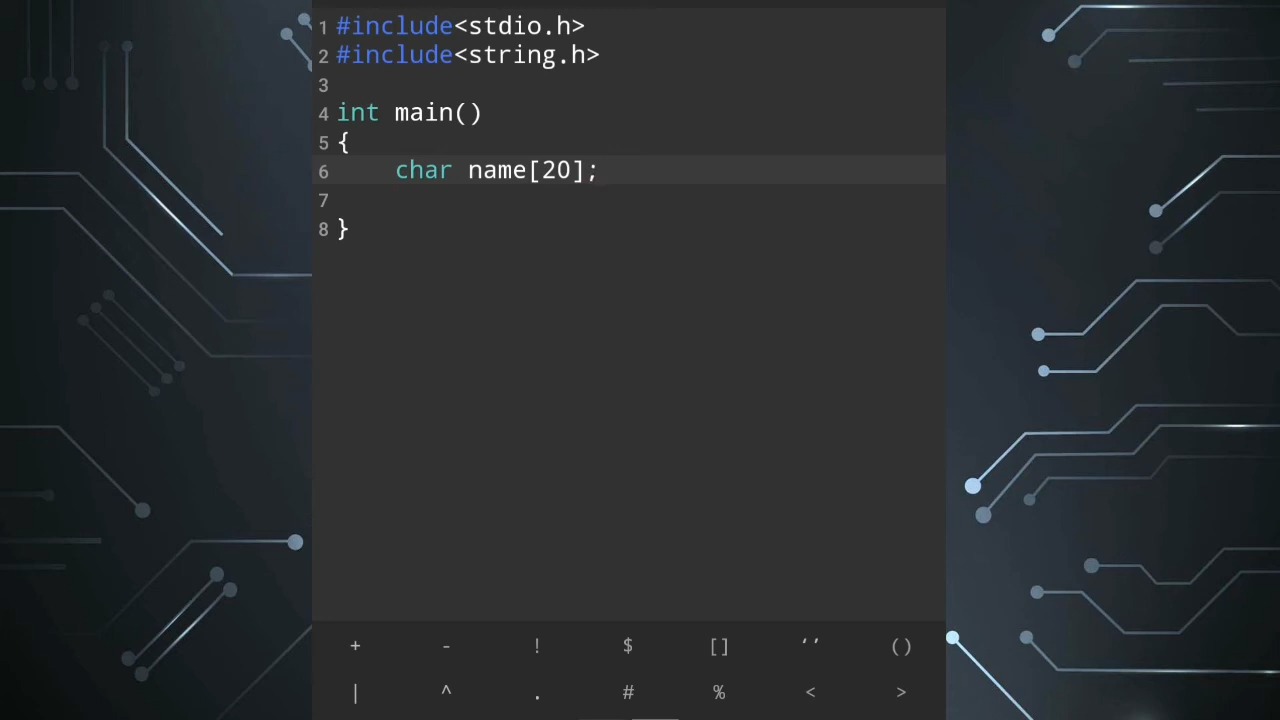 1 #include<stdio.h>
2 #include<string.h>
3
4 int main()
5 {
6     char name[20];
7
8 }
+ - ! $ [] ‘’ ()
| ^ . # % < >